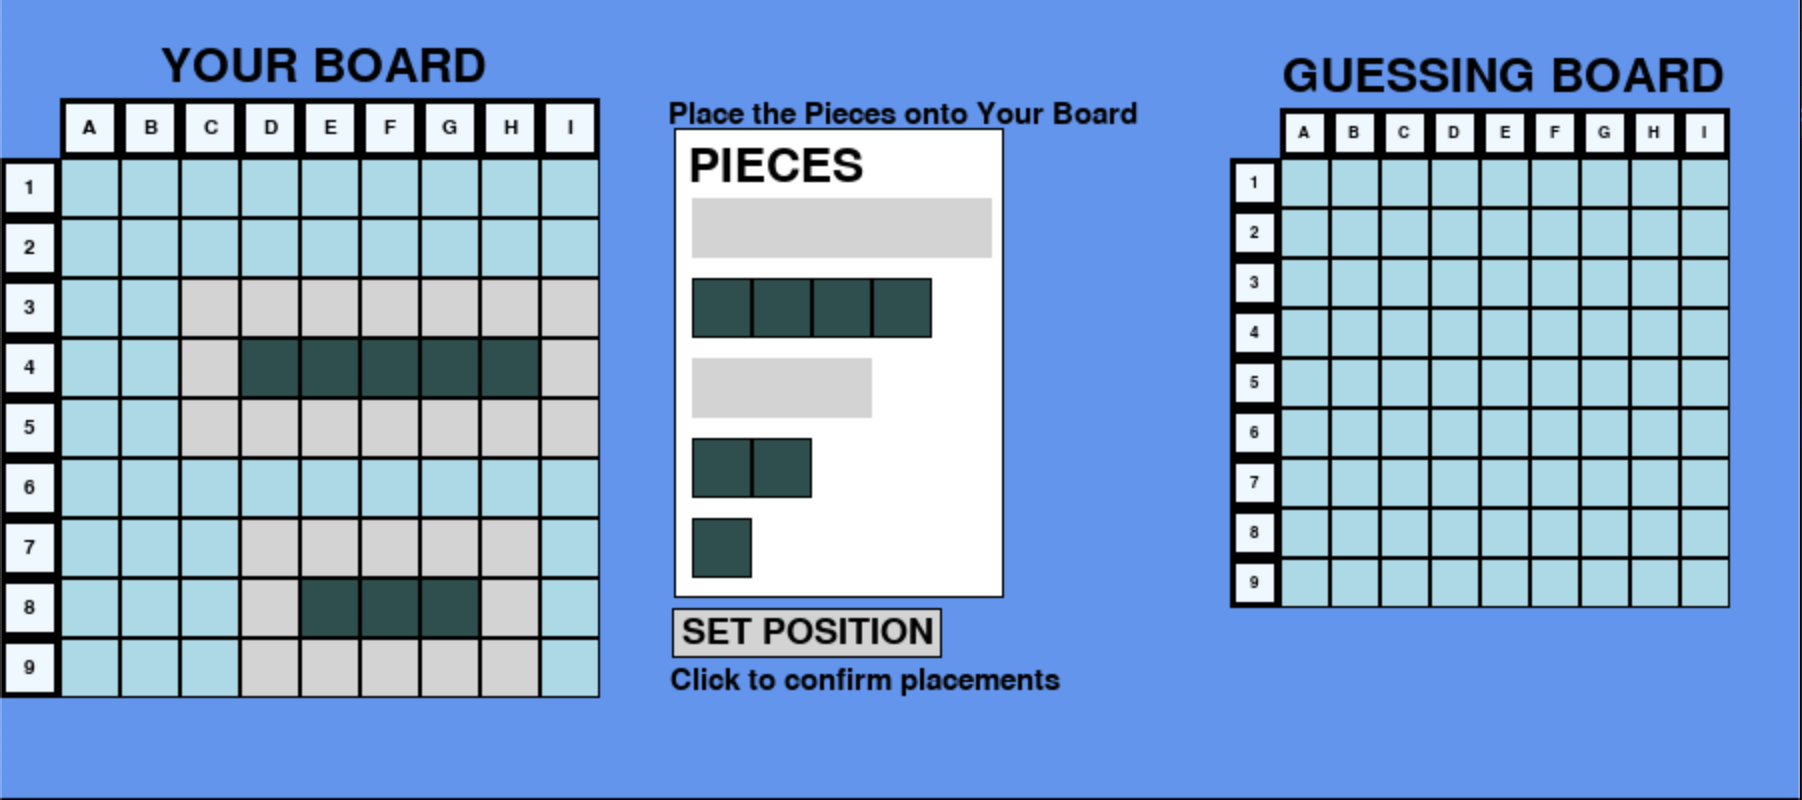 YOUR BOARD
A B C D E F G H I
1
2
3
4
5
6
7
8
9
Place the Pieces onto Your Board
PIECES
SET POSITION
Click to confirm placements
GUESSING BOARD
A B C D E F G H I
1
2
3
4
5
6
7
8
9